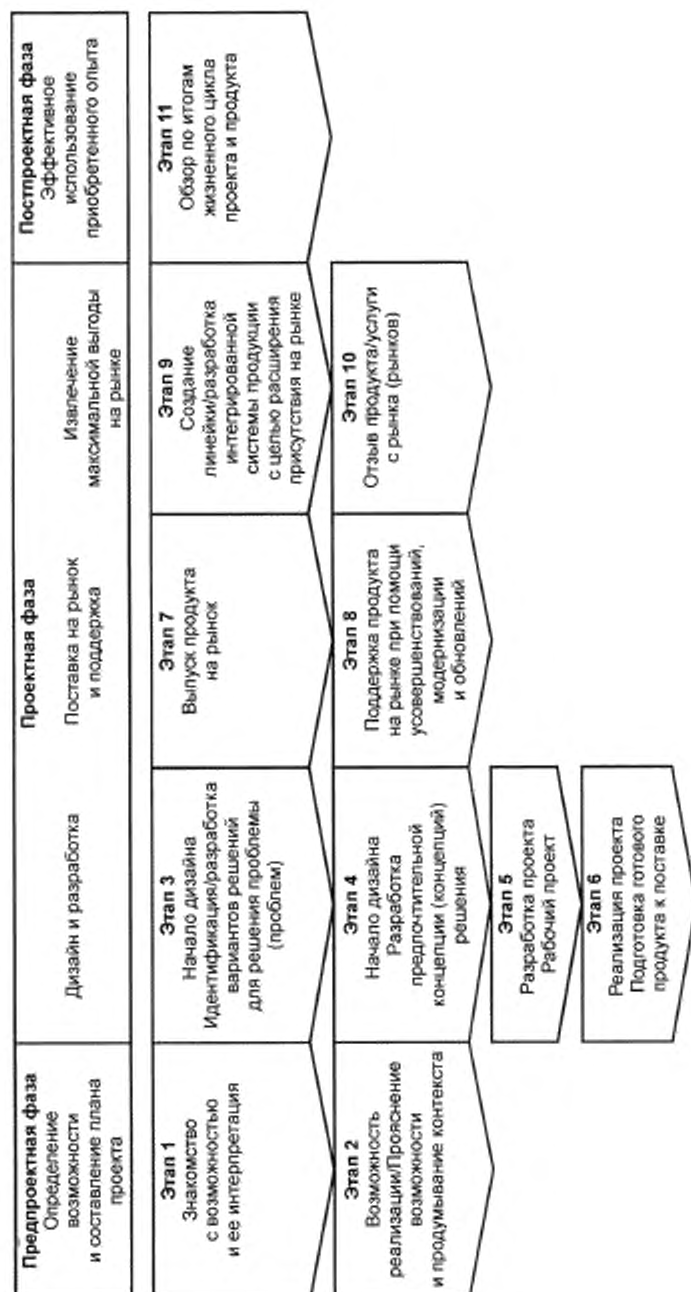 Предпроектная фаза
Определение
возможности
и составление плана
проекта
Проектная фаза
Дизайн и разработка
Поставка на рынок
и поддержка
Извлечение
максимальной выгоды
на рынке
Постпроектная фаза
Эффективное
использование
приобретенного опыта
Этап 1
Знакомство
с возможностью
и ее интерпретация
Этап 2
Возможность
реализации/Прояснение
возможности
и продумывание контекста
Этап 3
Начало дизайна
Идентификация/разработка
вариантов решений
для решения проблемы
(проблем)
Этап 4
Начало дизайна
Разработка
предпочтительной
концепции (концепций)
решения
Этап 5
Разработка проекта
Рабочий проект
Этап 6
Реализация проекта
Подготовка готового
продукта к поставке
Этап 7
Выпуск продукта
на рынок
Этап 8
Поддержка продукта
на рынке при помощи
усовершенствований,
модернизации
и обновлений
Этап 9
Создание
линейки/разработка
интегрированной
системы продукции
с целью расширения
присутствия на рынке
Этап 10
Отзыв продукта/услуги
с рынка (рынков)
Этап 11
Обзор по итогам
жизненного цикла
проекта и продукта